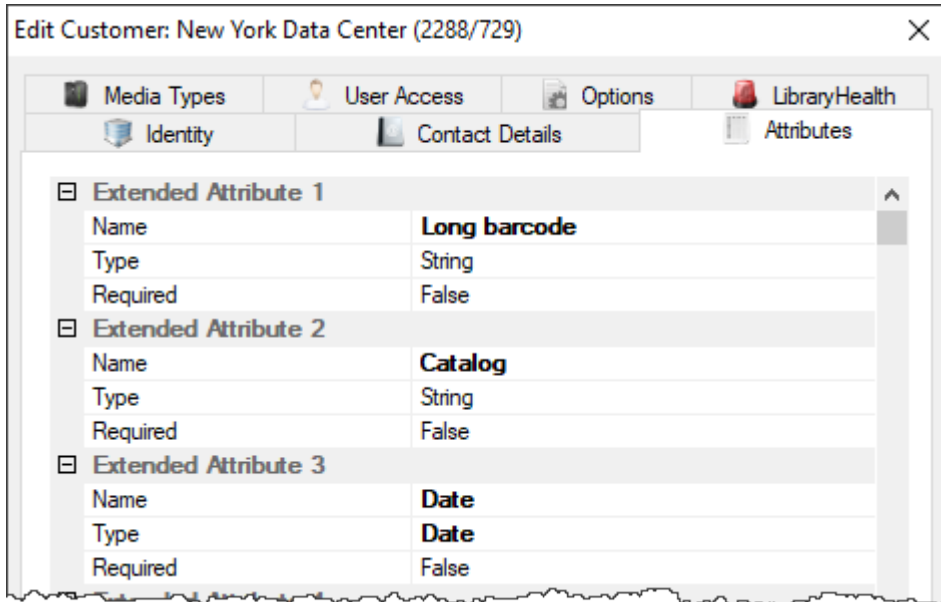 Edit Customer: New York Data Center (2288/729)
Media Types User Access Options LibraryHealth
Identity Contact Details Attributes
Extended Attribute 1
Name Long barcode
Type String
Required False
Extended Attribute 2
Name Catalog
Type String
Required False
Extended Attribute 3
Name Date
Type Date
Required False